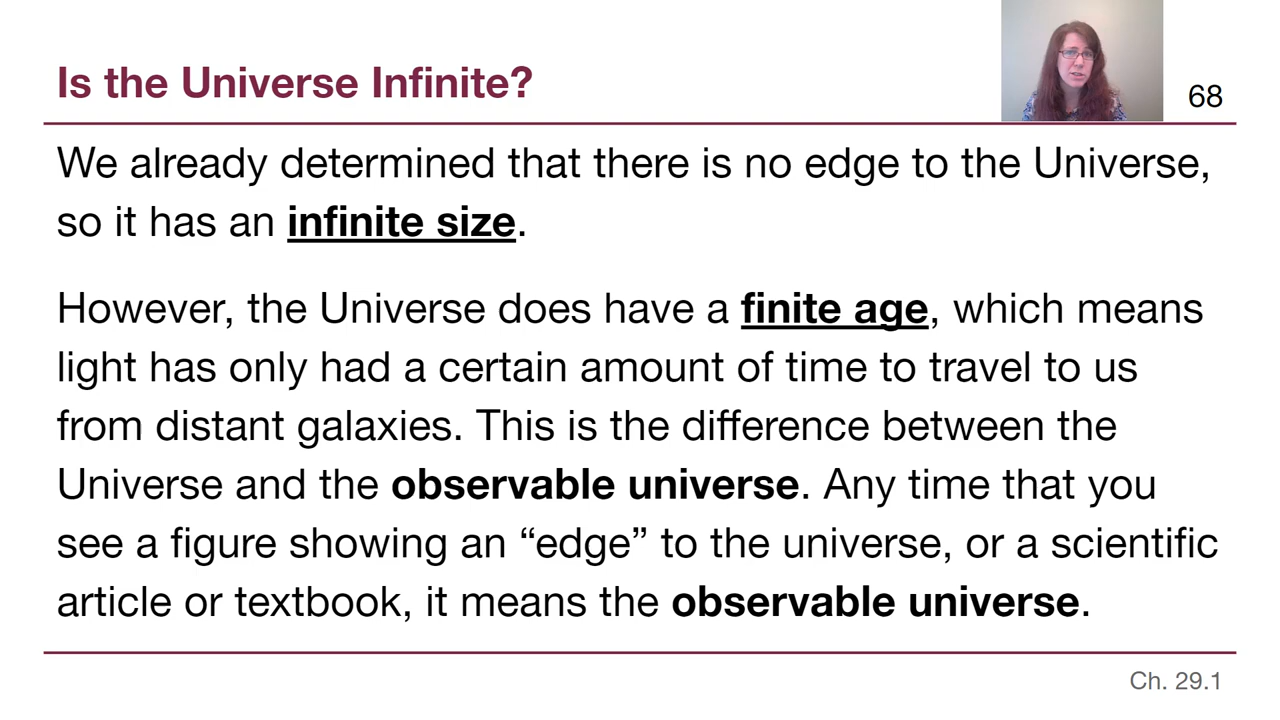 Is the Universe Infinite?
68
We already determined that there is no edge to the Universe,
so it has an infinite size.
However, the Universe does have a finite age, which means
light has only had a certain amount of time to travel to us
from distant galaxies. This is the difference between the
Universe and the observable universe. Any time that you
see a figure showing an “edge” to the universe, or a scientific
article or textbook, it means the observable universe.
Ch. 29.1